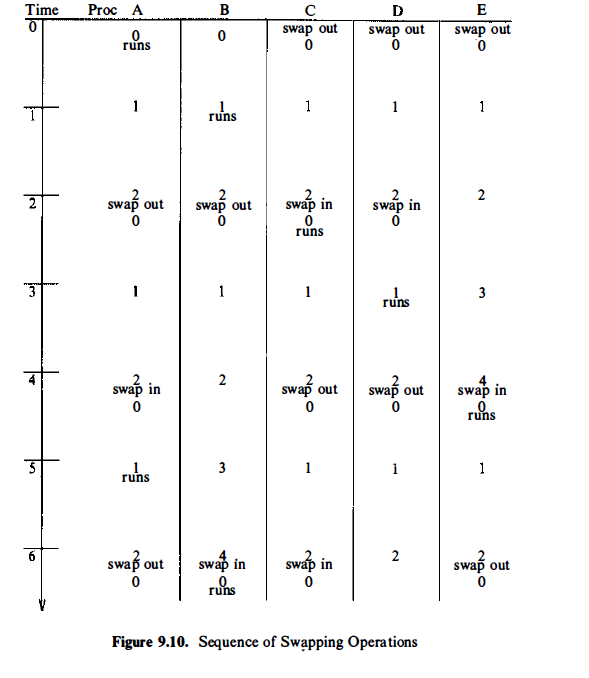 Time Proc A B C D E
0 0 0 swap out swap out swap out
runs 0 0 0
1 1 1 1 1 1
runs
2 2 2 2 2 2
swap out swap out swap in swap in
0 0 0 0
runs
3 1 1 1 1 3
runs
4 2 2 2 2 4
swap in swap out swap out swap in
0 0 0 0
runs
5 1 3 1 1 1
runs
6 2 4 2 2 2
swap out swap in swap in swap out
0 0 0 0
runs
Figure 9.10. Sequence of Swapping Operations